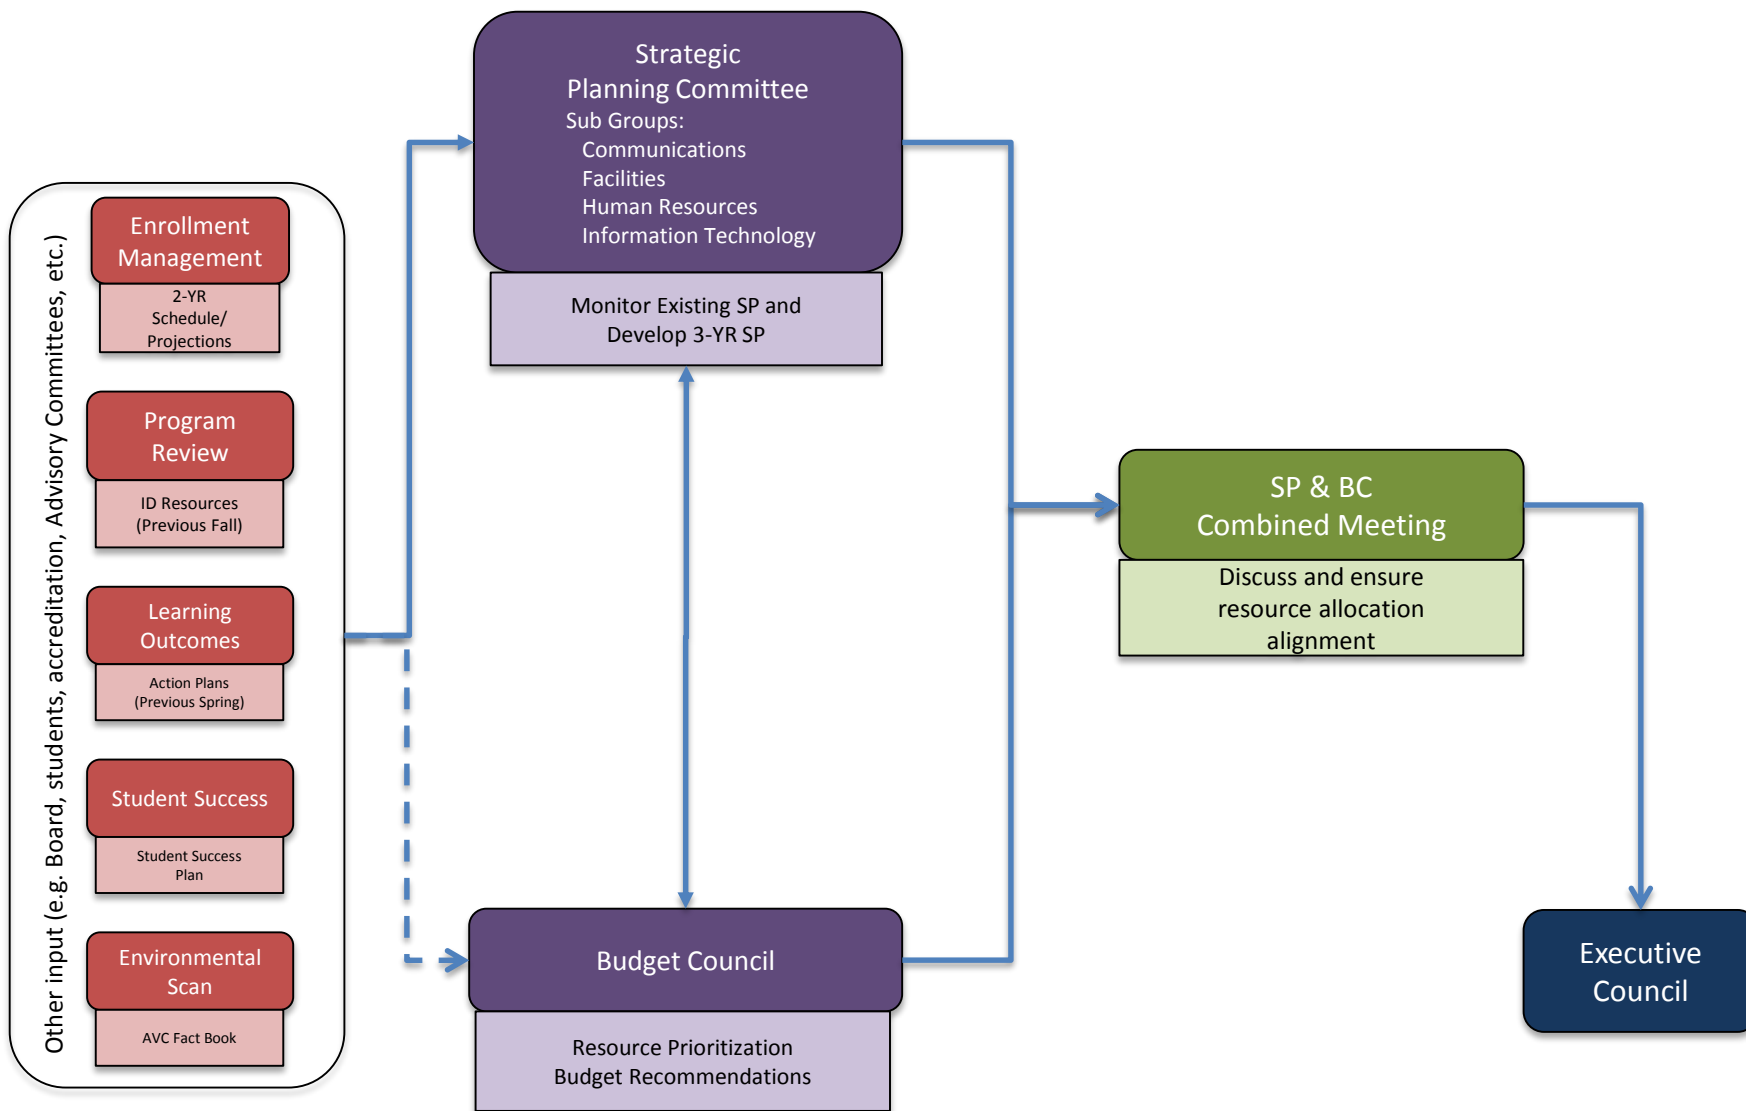 Other input (e.g. Board, students, accreditation, Advisory Committees, etc.)
Enrollment
Management
2-YR
Schedule/
Projections
Program
Review
ID Resources
(Previous Fall)
Learning
Outcomes
Action Plans
(Previous Spring)
Student Success
Student Success
Plan
Environmental
Scan
AVC Fact Book
Strategic
Planning Committee
Sub Groups:
Communications
Facilities
Human Resources
Information Technology
Monitor Existing SP and
Develop 3-YR SP
Budget Council
Resource Prioritization
Budget Recommendations
SP & BC
Combined Meeting
Discuss and ensure
resource allocation
alignment
Executive
Council